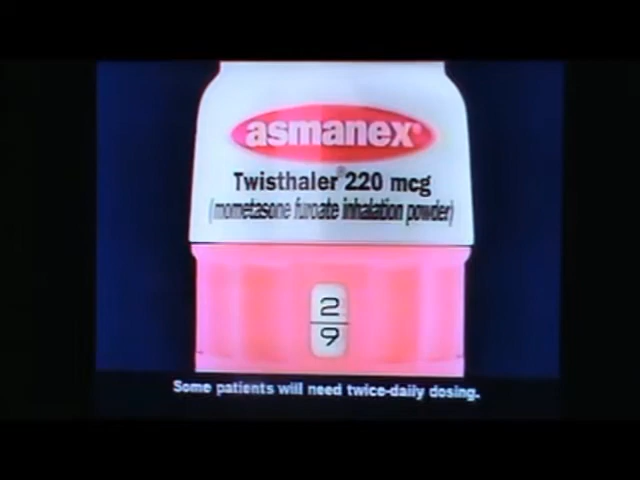 asmanex®
Twisthaler® 220 mcg
(mometasone furoate inhalation powder)
2
9
Some patients will need twice-daily dosing.